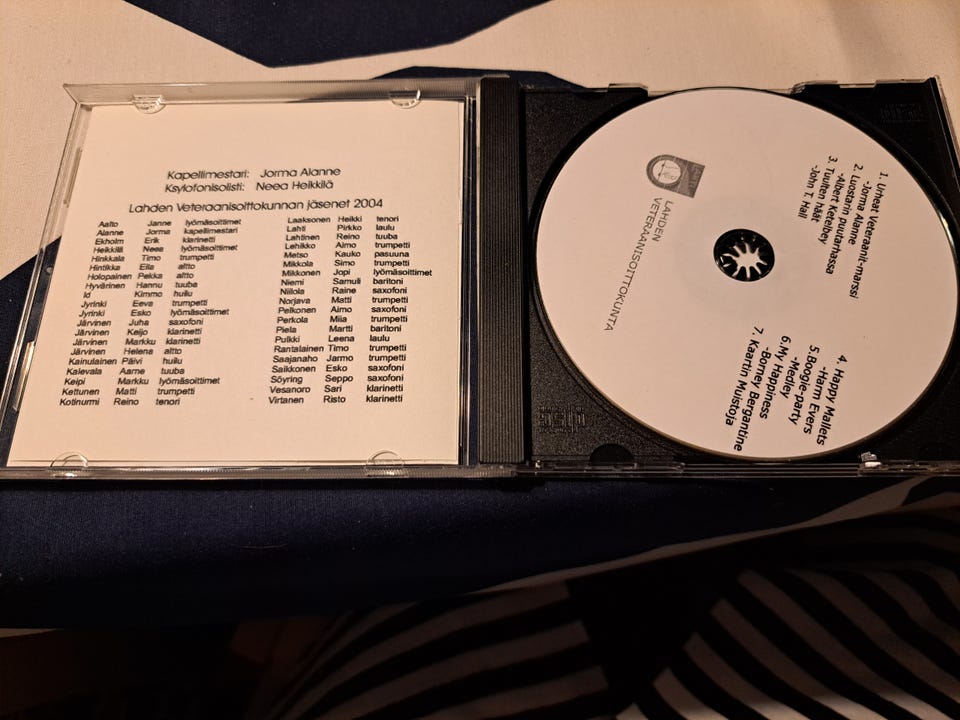 Kapellimestari: Jorma Alanne
Ksylofonisolisti: Neea Heikkilä
Lahden Veteraanisoittokunnan jäsenet 2004
Aalto Janne lyömäsoittimet
Alanne Jorma kapellimestari
Ekholm Erik klarinetti
Heikkilä Neea lyömäsoittimet
Hinkkala Timo trumpetti
Hintikka Eila altto
Holopainen Pekka altto
Hyvärinen Hannu tuuba
Id Kimmo huilu
Jyrinki Eeva trumpetti
Jyrinki Esko lyömäsoittimet
Järvinen Juha saxofoni
Järvinen Keijo klarinetti
Järvinen Markku klarinetti
Järvinen Helena altto
Kainulainen Päivi huilu
Kalevala Aarne tuuba
Keipi Markku lyömäsoittimet
Kettunen Matti trumpetti
Kotinurmi Reino tenori
Laaksonen Heikki tenori
Lahti Pirkko laulu
Lahtinen Reino tuuba
Lehikko Aimo trumpetti
Metso Kauko pasuuna
Mikkola Simo trumpetti
Mikkonen Jopi lyömäsoittimet
Niemi Samuli baritoni
Niilola Raine saxofoni
Norjava Matti trumpetti
Pelkonen Aimo saxofoni
Perkola Miia trumpetti
Piela Martti baritoni
Pulkki Leena laulu
Rantalainen Timo trumpetti
Saajanaho Jarmo trumpetti
Saikkonen Esko saxofoni
Söyring Seppo saxofoni
Vesanoro Sari klarinetti
Virtanen Risto klarinetti
LAHDEN
VETERAANISOITTOKUNTA
1. Urheat Veteraanit-marssi
-Jorma Alanne
2. Luostarin puutarhassa
-Albert Ketelbey
3. Tuulten häät
-John T. Hall
4. Happy Mallets
-Harm Evers
5.Boogie-party
-Medley
6.My Happiness
-Borney Bergantine
7. Kaartin Muistoja